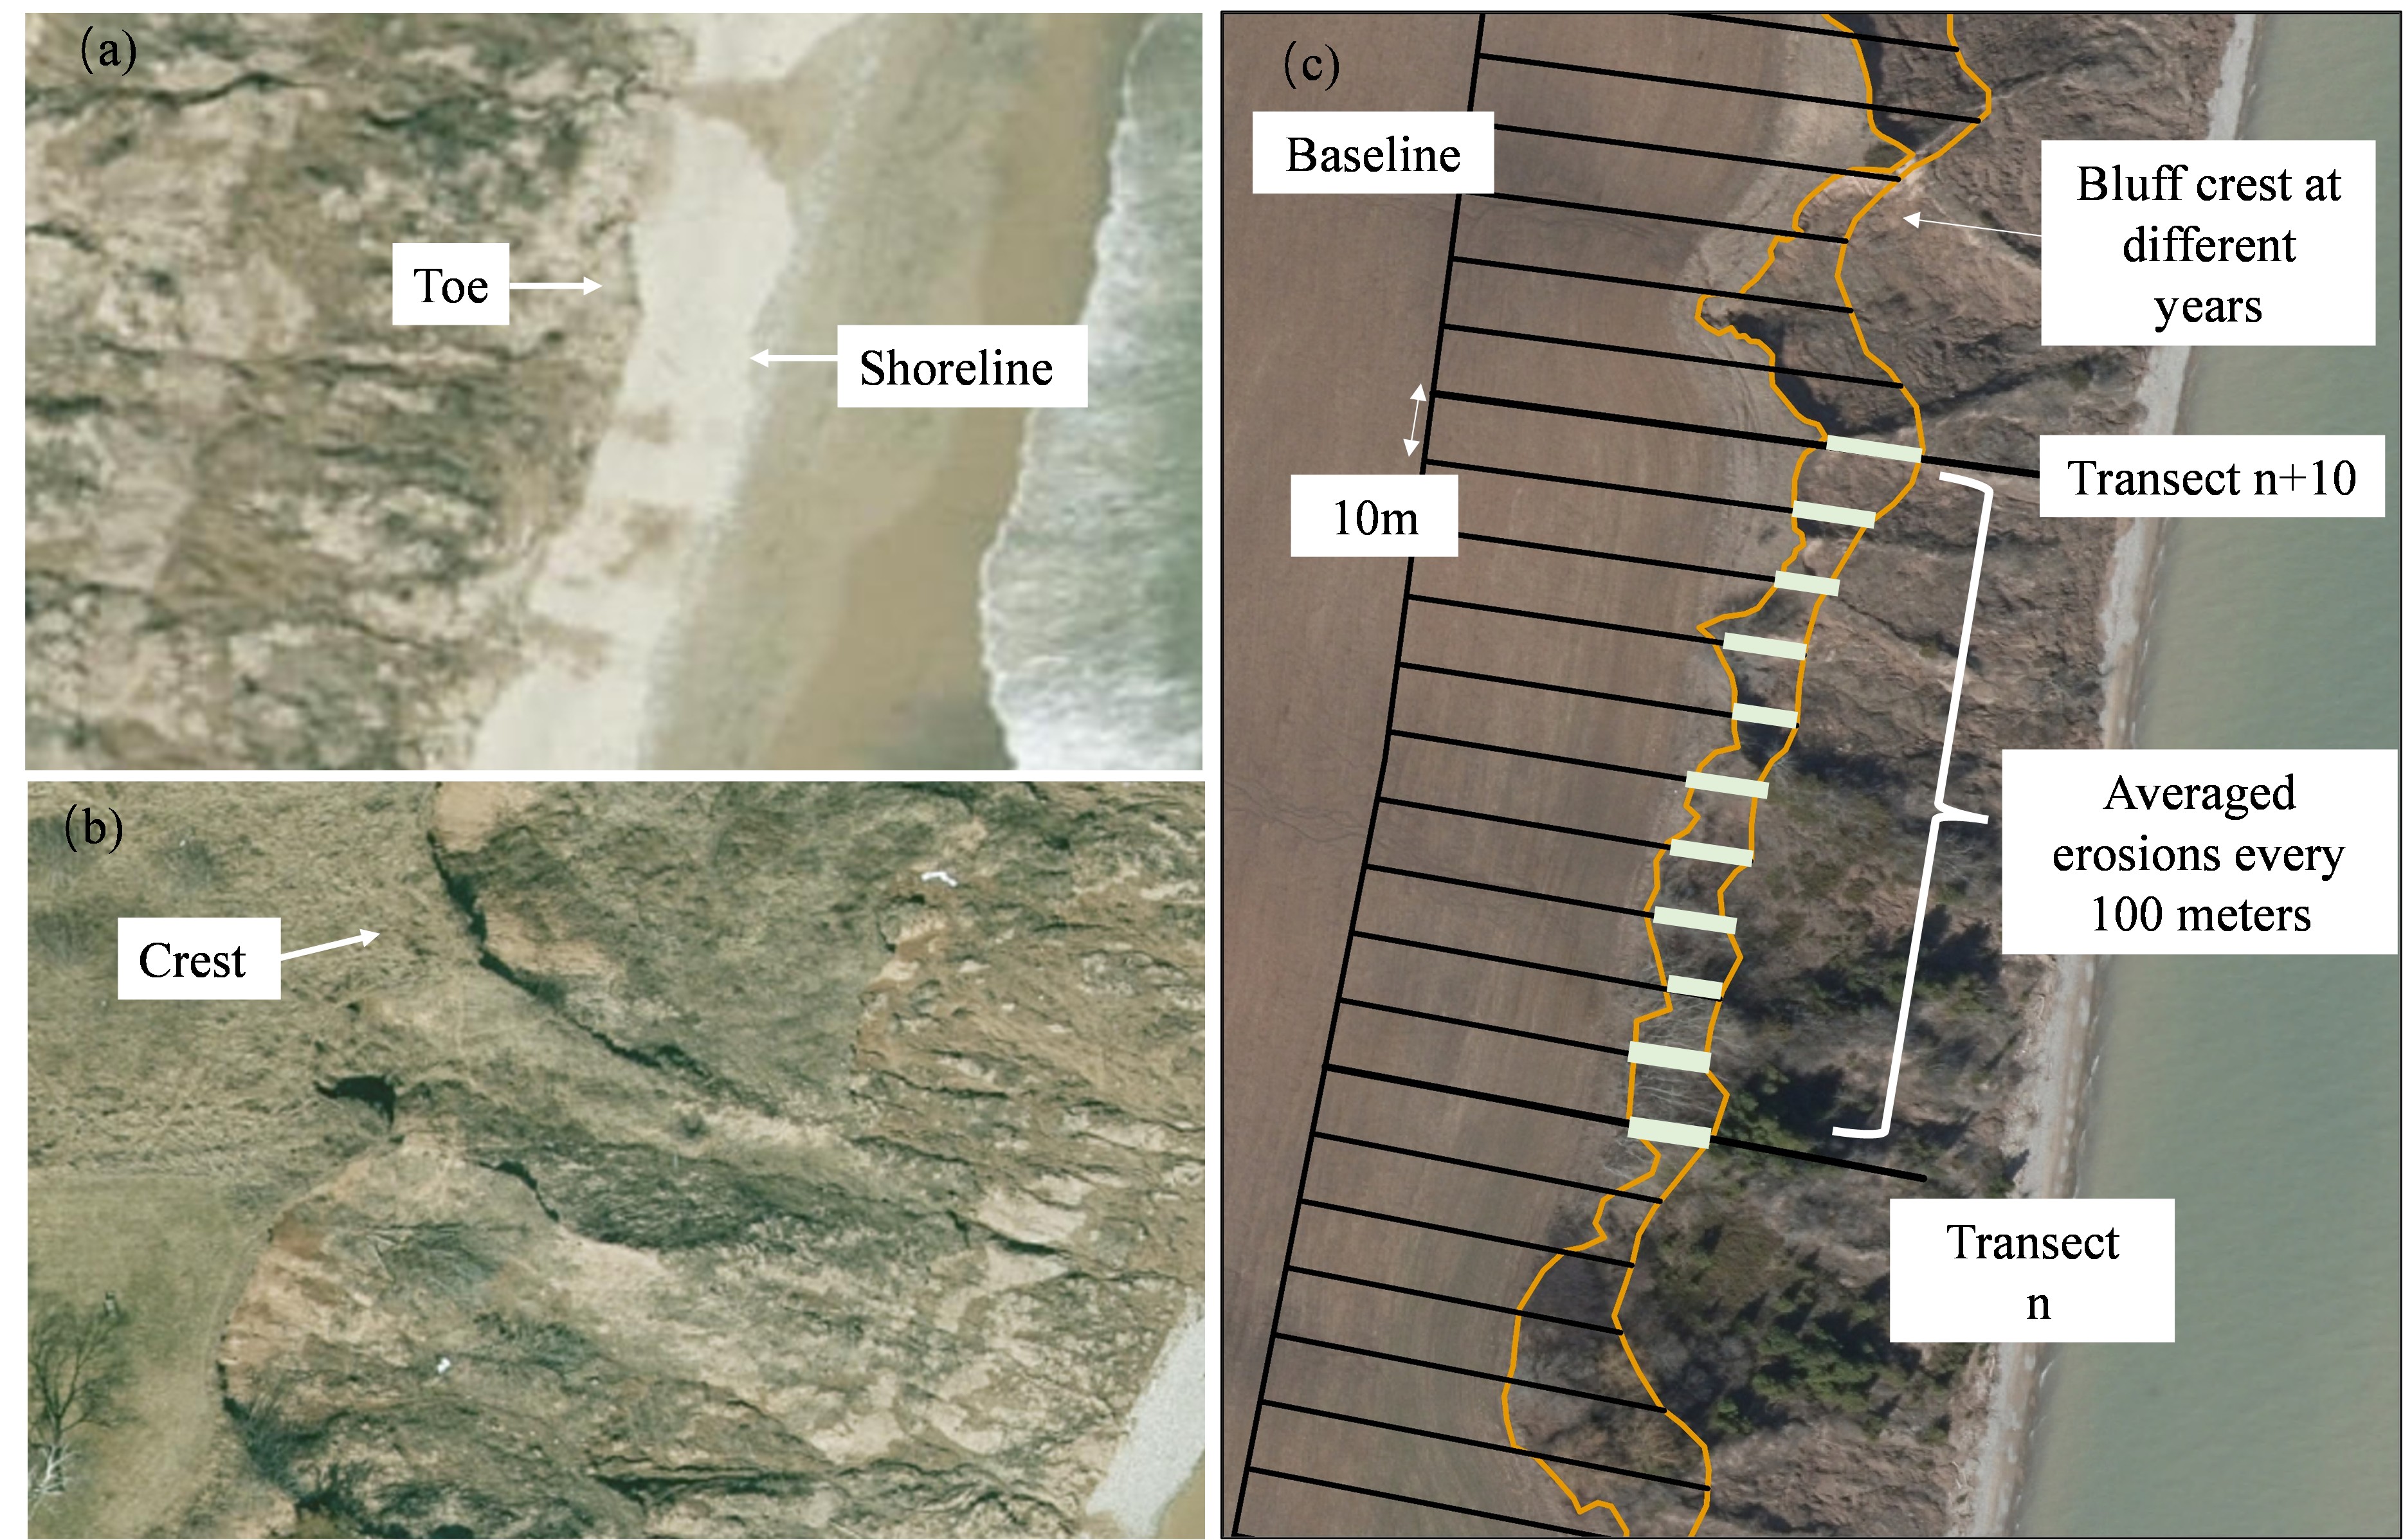 (a)
Toe
Shoreline
(b)
Crest
(c)
Baseline
Bluff crest at
different
years
10m
Transect n+10
Averaged
erosions every
100 meters
Transect
n